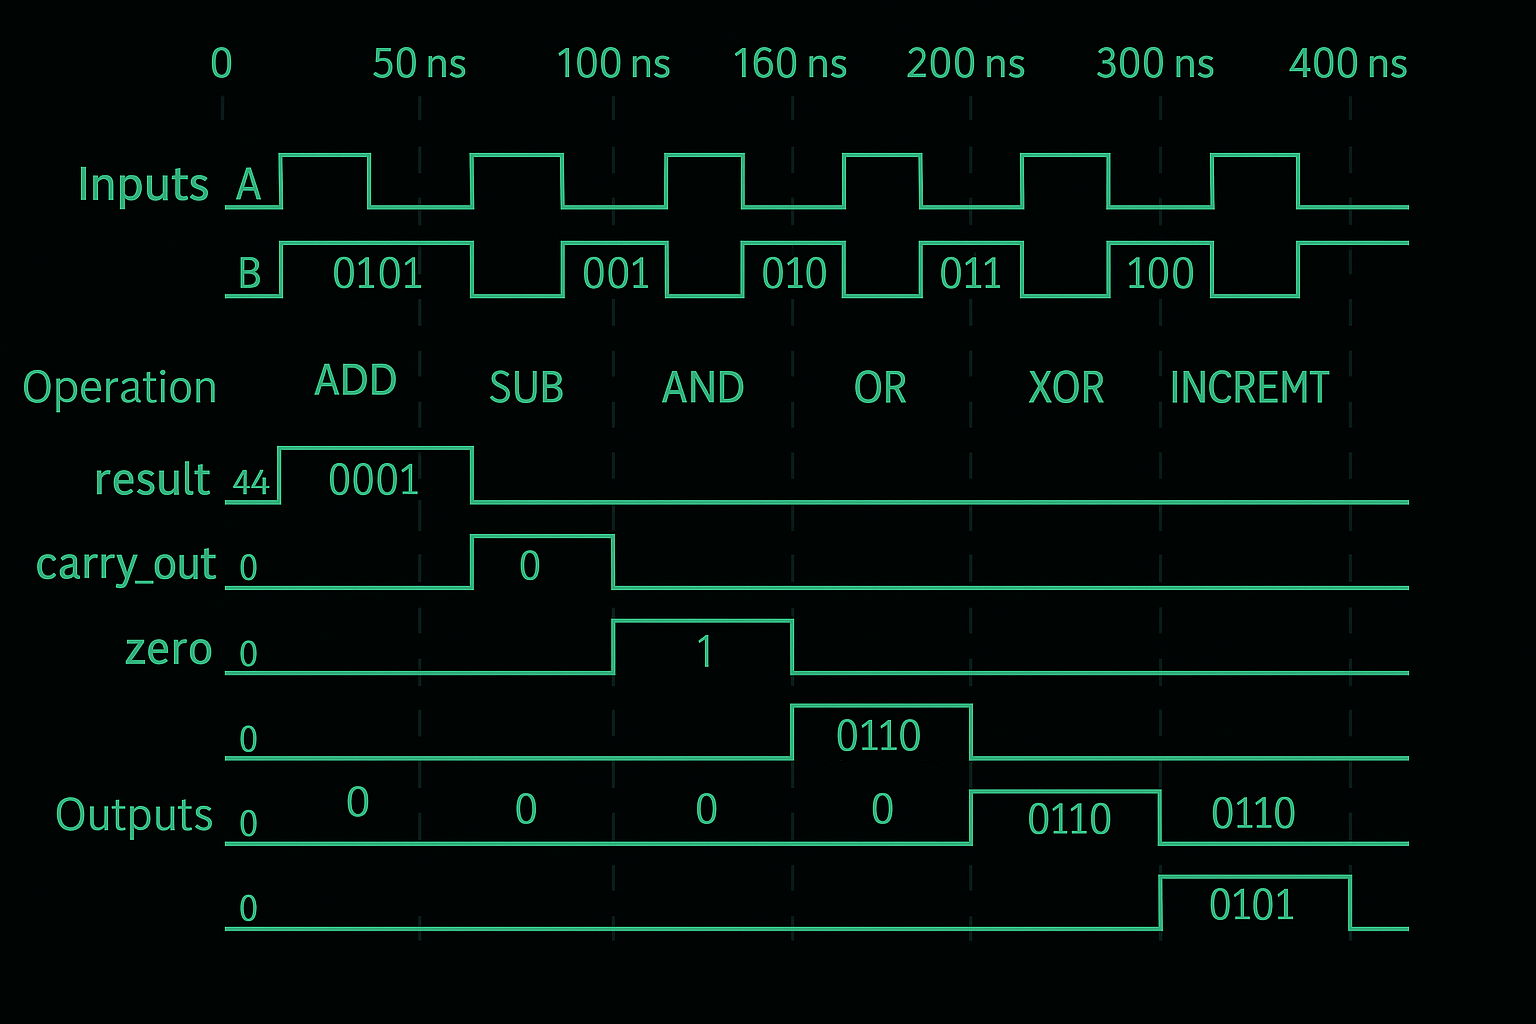 0 50 ns 100 ns 160 ns 200 ns 300 ns 400 ns
Inputs A
B 0101 001 010 011 100
Operation ADD SUB AND OR XOR INCREMT
result 44 0001
carry_out 0 0
zero 0 1
0 0110
Outputs 0 0 0 0 0 0110 0110
0 0101